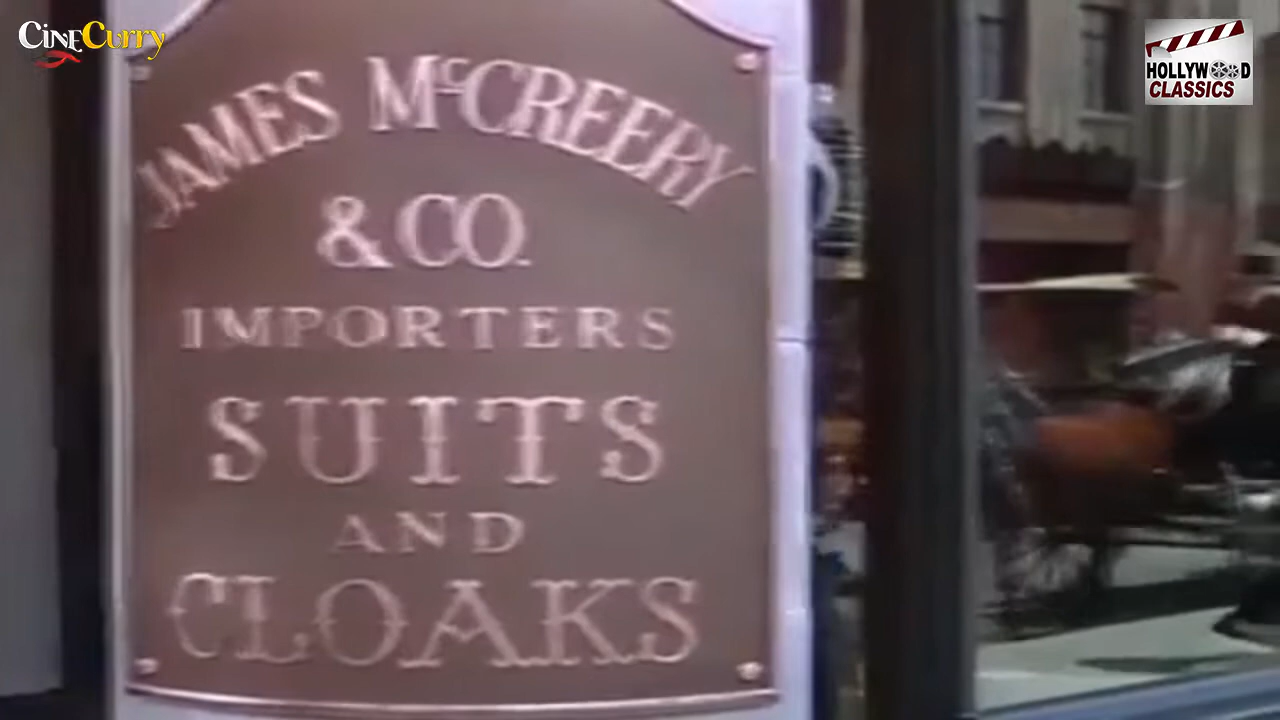 CINECURRY
HOLLYWOOD
CLASSICS
JAMES McCREERY
& CO.
IMPORTERS
SUITS
AND
CLOAKS